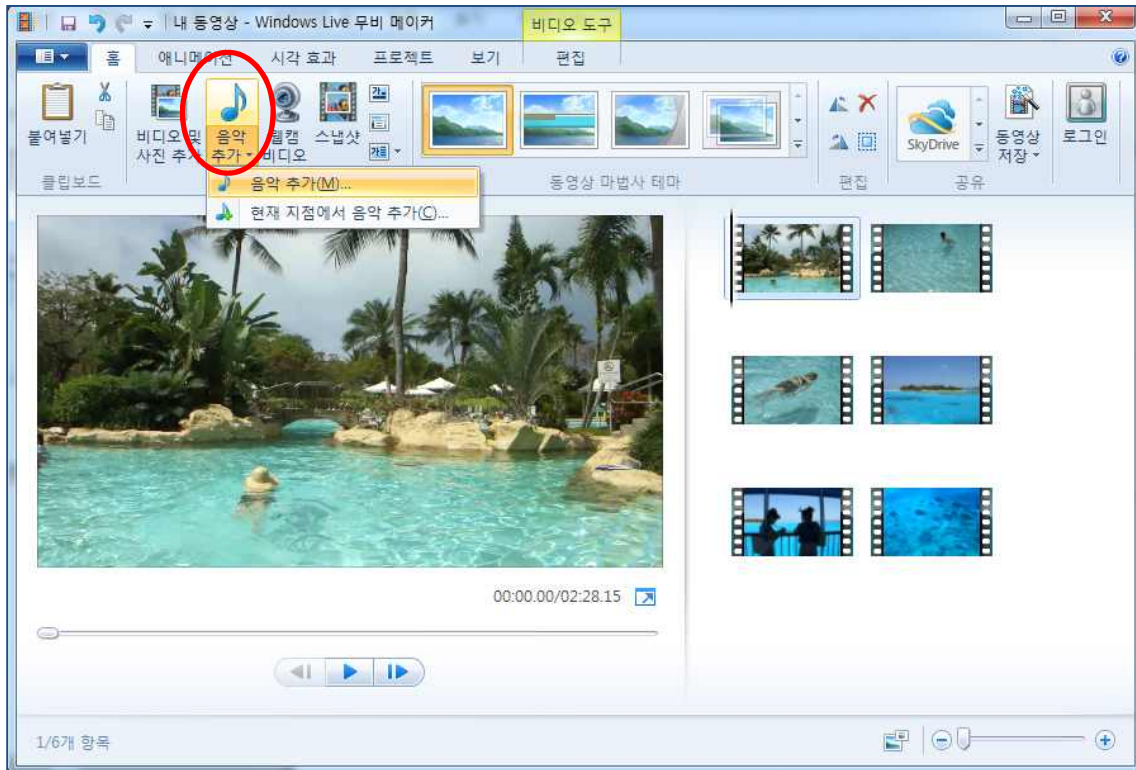 내 동영상 - Windows Live 무비 메이커
비디오 도구
홈 애니메이션 시각 효과 프로젝트 보기 편집
붙여넣기
비디오 및
사진 추가
음악
추가
웹캠
비디오
스냅샷
SkyDrive
동영상
저장
로그인
클립보드
동영상 마법사 테마
편집
공유
음악 추가(M)...
현재 지점에서 음악 추가(C)...
00:00.00/02:28.15
1/6개 항목